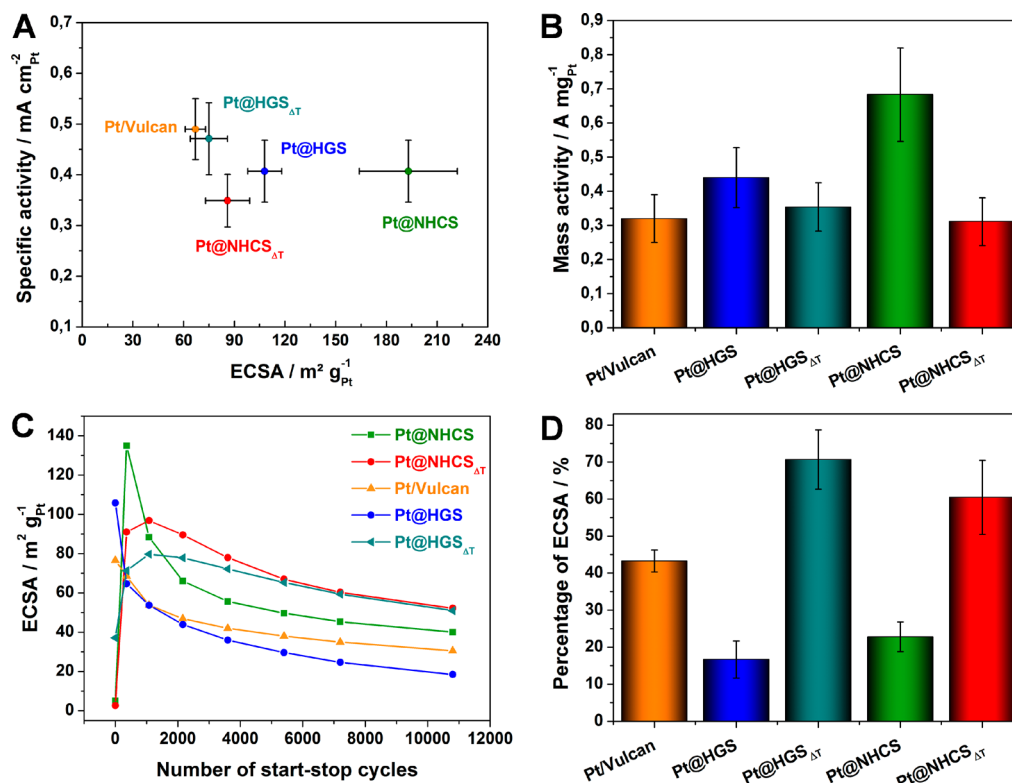 A
Specific activity / mA cm⁻²Pt
0,7
0,6
0,5
0,4
0,3
0,2
0,1
Pt/Vulcan
Pt@HGSΔT
Pt@HGS
Pt@NHCS
Pt@NHCSΔT
0 30 60 90 120 150 180 210 240
ECSA / m² g⁻¹Pt
B
Mass activity / A mg⁻¹Pt
0,9
0,8
0,7
0,6
0,5
0,4
0,3
0,2
0,1
0,0
Pt/Vulcan Pt@HGS Pt@HGSΔT Pt@NHCS Pt@NHCSΔT
C
ECSA / m² g⁻¹Pt
140
120
100
80
60
40
20
0
Pt@NHCS
Pt@NHCSΔT
Pt/Vulcan
Pt@HGS
Pt@HGSΔT
0 2000 4000 6000 8000 10000 12000
Number of start-stop cycles
D
Percentage of ECSA / %
80
70
60
50
40
30
20
10
0
Pt/Vulcan Pt@HGS Pt@HGSΔT Pt@NHCS Pt@NHCSΔT